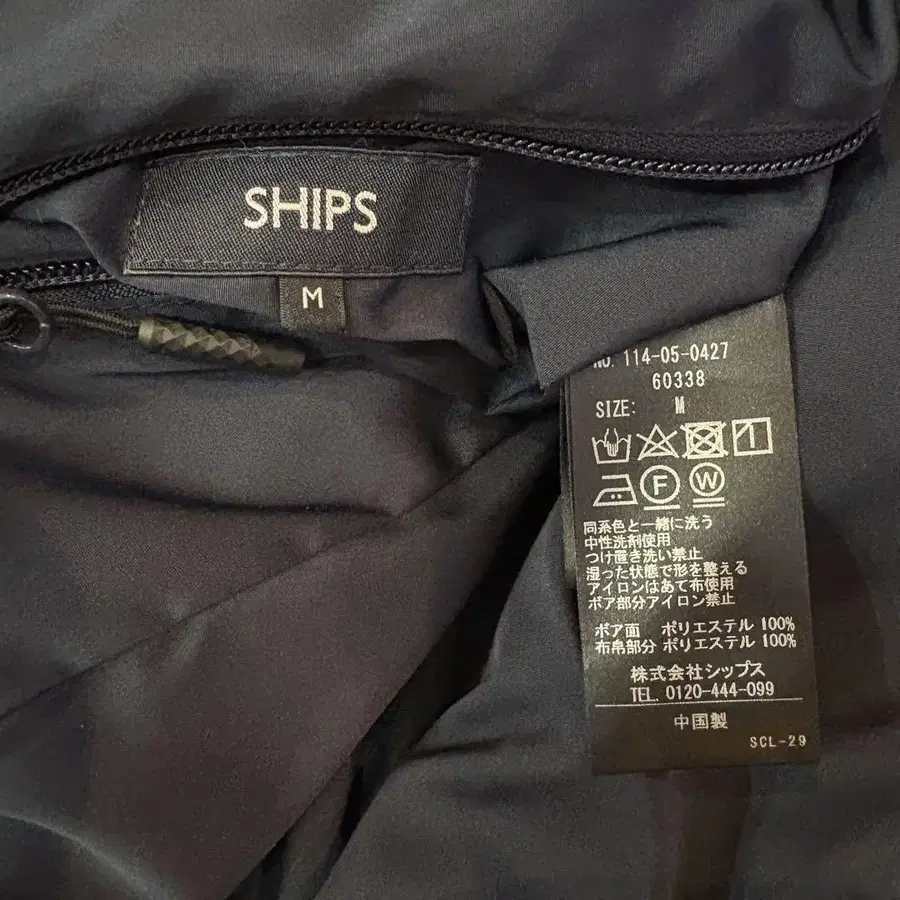 SHIPS
M
NO. 114-05-0427
60338
SIZE: M
F
W
同系色と一緒に洗う
中性洗剤使用
つけ置き洗い禁止
湿った状態で形を整える
アイロンはあて布使用
ボア部分アイロン禁止
ボア面 ポリエステル 100%
布帛部分 ポリエステル 100%
株式会社シップス
TEL. 0120-444-099
中国製
SCL-29